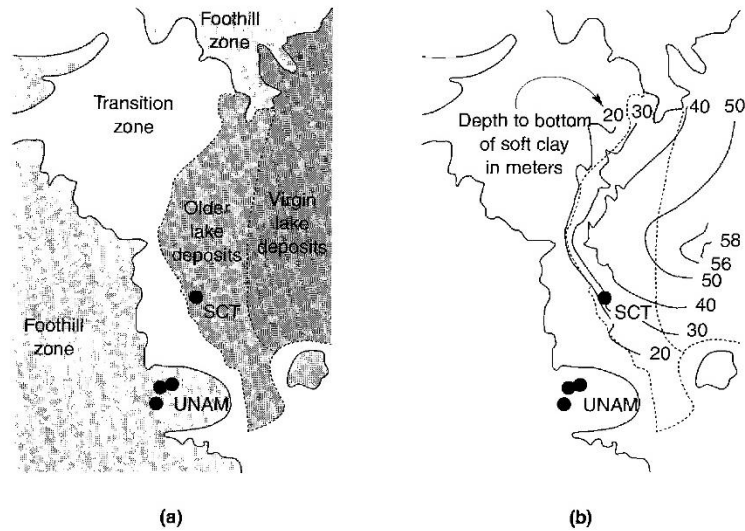 Foothill
zone
Transition
zone
Older
lake
deposits
Virgin
lake
deposits
SCT
Foothill
zone
UNAM
(a)
20
30
40
50
Depth to bottom
of soft clay
in meters
58
56
50
SCT
40
30
20
UNAM
(b)